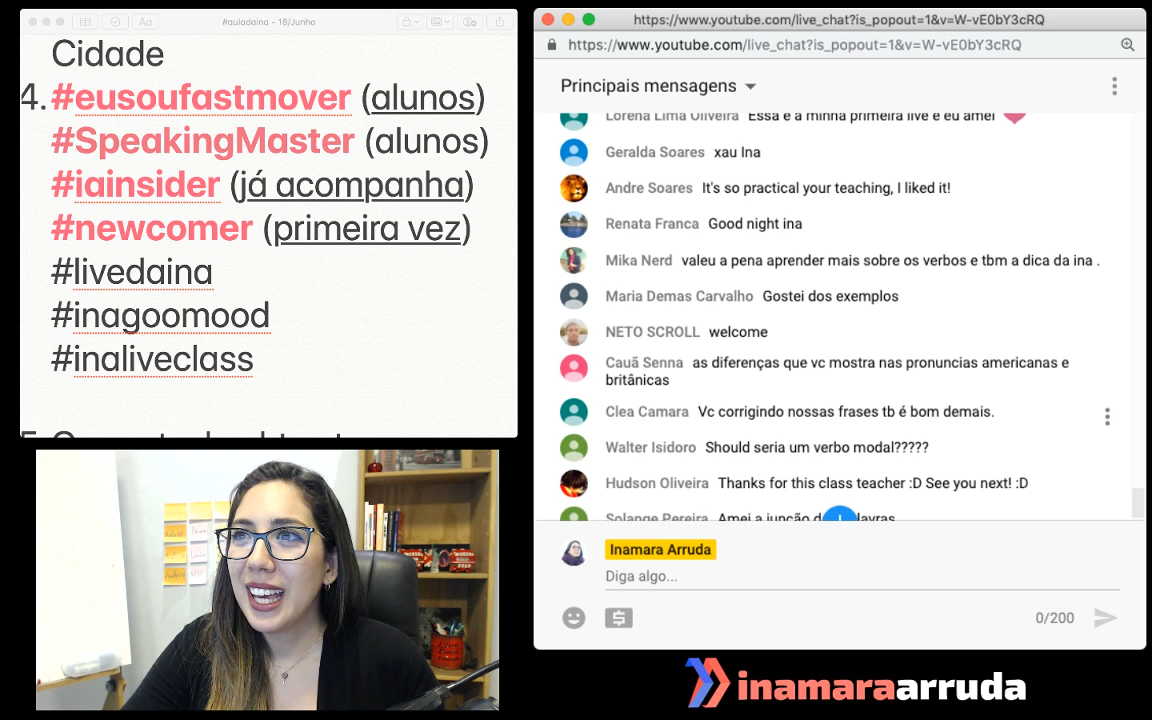 #auladaina - 18/Junho
Cidade
4. #eusoufastmover (alunos)
#SpeakingMaster (alunos)
#iainsider (já acompanha)
#newcomer (primeira vez)
#livedaina
#inagoomood
#inaliveclass
https://www.youtube.com/live_chat?is_popout=1&v=W-vE0bY3cRQ
https://www.youtube.com/live_chat?is_popout=1&v=W-vE0bY3cRQ
Principais mensagens
Lorena Lima Oliveira Essa é a minha primeira live e eu amei
Geralda Soares xau Ina
Andre Soares It's so practical your teaching, I liked it!
Renata Franca Good night ina
Mika Nerd valeu a pena aprender mais sobre os verbos e tbm a dica da ina .
Maria Demas Carvalho Gostei dos exemplos
NETO SCROLL welcome
Cauã Senna as diferenças que vc mostra nas pronuncias americanas e
britânicas
Clea Camara Vc corrigindo nossas frases tb é bom demais.
Walter Isidoro Should seria um verbo modal?????
Hudson Oliveira Thanks for this class teacher :D See you next! :D
Solange Pereira Amei a junção
Inamara Arruda
Diga algo...
0/200
inamaraarruda